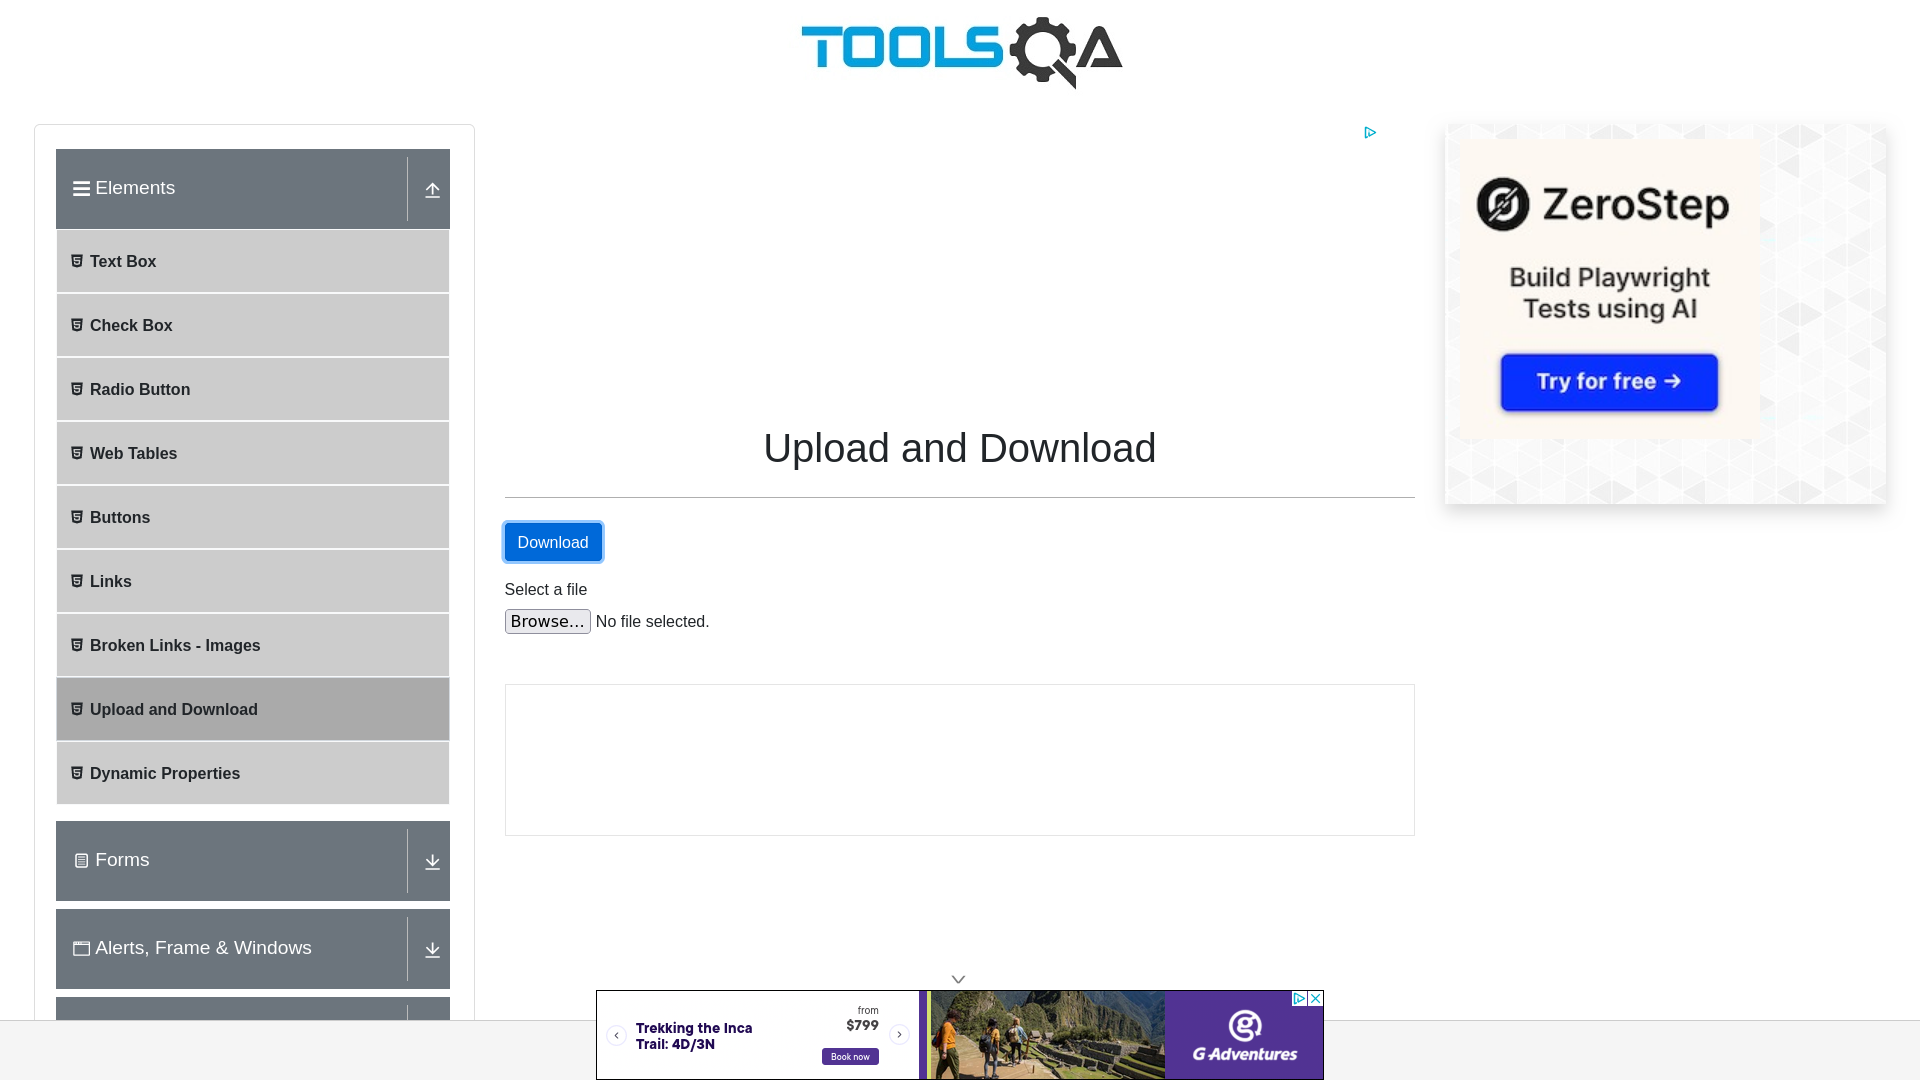 TOOLSQA
Elements
Text Box
Check Box
Radio Button
Web Tables
Buttons
Links
Broken Links - Images
Upload and Download
Dynamic Properties
Forms
Alerts, Frame & Windows
Upload and Download
Download
Select a file
Browse... No file selected.
ZeroStep
Build Playwright
Tests using AI
Try for free →
Trekking the Inca
Trail: 4D/3N
from
$799
Book now
G Adventures